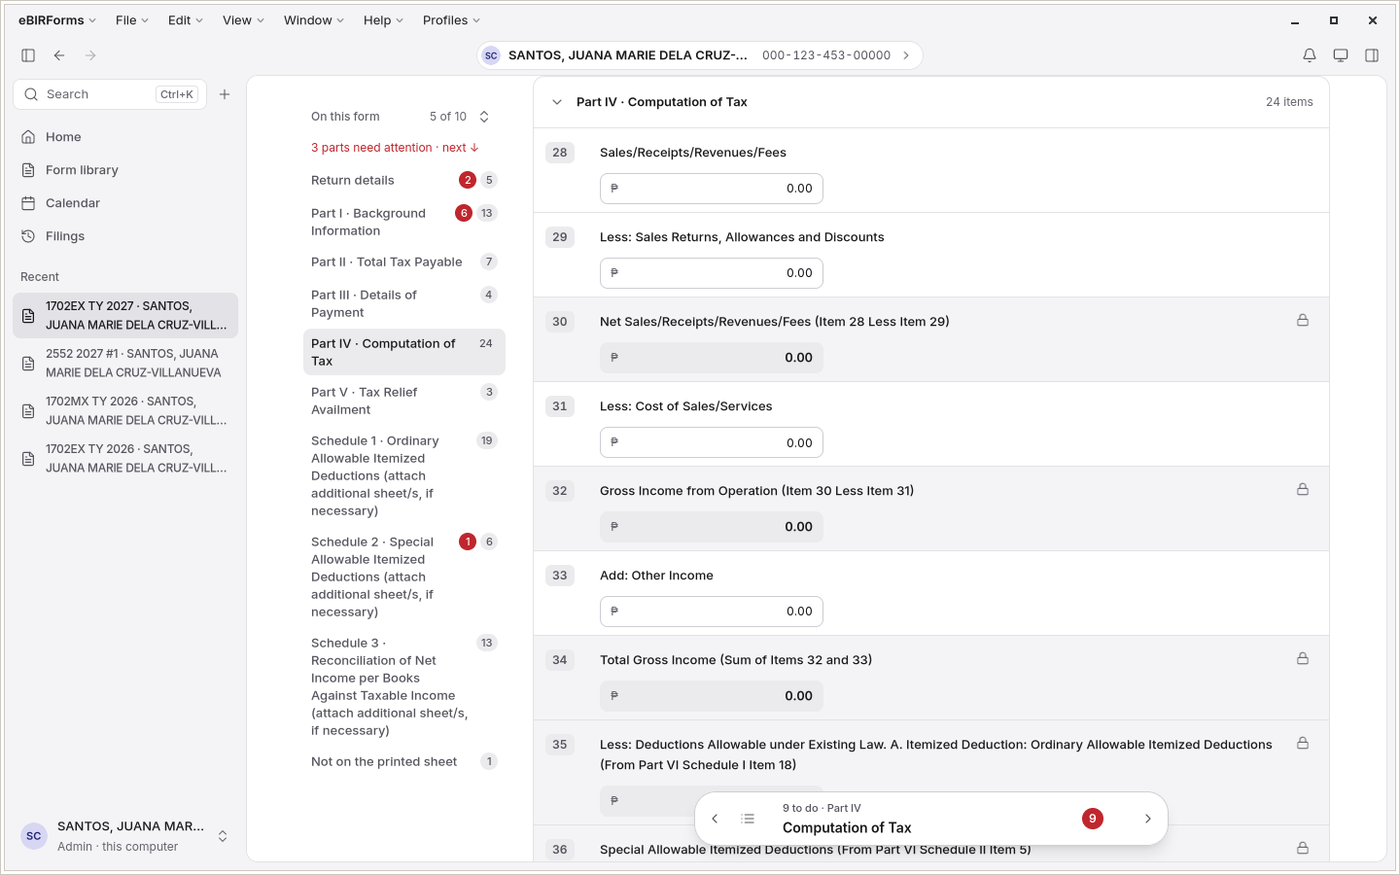 eBIRForms File Edit View Window Help Profiles
SC SANTOS, JUANA MARIE DELA CRUZ-... 000-123-453-00000
Search Ctrl+K
Home
Form library
Calendar
Filings
Recent
1702EX TY 2027 · SANTOS,
JUANA MARIE DELA CRUZ-VILL...
2552 2027 #1 · SANTOS, JUANA
MARIE DELA CRUZ-VILLANUEVA
1702MX TY 2026 · SANTOS,
JUANA MARIE DELA CRUZ-VILL...
1702EX TY 2026 · SANTOS,
JUANA MARIE DELA CRUZ-VILL...
SC SANTOS, JUANA MAR...
Admin · this computer
On this form 5 of 10
3 parts need attention · next ↓
Return details 2 5
Part I · Background 6 13
Information
Part II · Total Tax Payable 7
Part III · Details of 4
Payment
Part IV · Computation of 24
Tax
Part V · Tax Relief 3
Availment
Schedule 1 · Ordinary 19
Allowable Itemized
Deductions (attach
additional sheet/s, if
necessary)
Schedule 2 · Special 1 6
Allowable Itemized
Deductions (attach
additional sheet/s, if
necessary)
Schedule 3 · 13
Reconciliation of Net
Income per Books
Against Taxable Income
(attach additional sheet/s,
if necessary)
Not on the printed sheet 1
Part IV · Computation of Tax 24 items
28 Sales/Receipts/Revenues/Fees
₱ 0.00
29 Less: Sales Returns, Allowances and Discounts
₱ 0.00
30 Net Sales/Receipts/Revenues/Fees (Item 28 Less Item 29)
₱ 0.00
31 Less: Cost of Sales/Services
₱ 0.00
32 Gross Income from Operation (Item 30 Less Item 31)
₱ 0.00
33 Add: Other Income
₱ 0.00
34 Total Gross Income (Sum of Items 32 and 33)
₱ 0.00
35 Less: Deductions Allowable under Existing Law. A. Itemized Deduction: Ordinary Allowable Itemized Deductions
(From Part VI Schedule I Item 18)
₱
36 Special Allowable Itemized Deductions (From Part VI Schedule II Item 5)
9 to do · Part IV
Computation of Tax 9